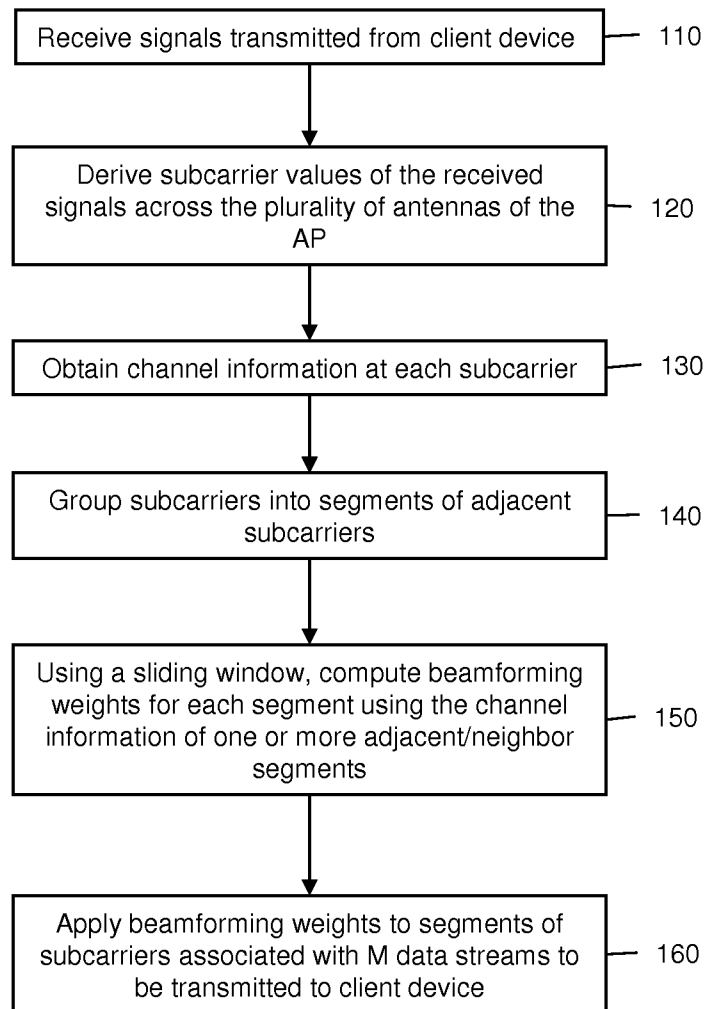 Receive signals transmitted from client device
110
Derive subcarrier values of the received
signals across the plurality of antennas of the
AP
120
Obtain channel information at each subcarrier
130
Group subcarriers into segments of adjacent
subcarriers
140
Using a sliding window, compute beamforming
weights for each segment using the channel
information of one or more adjacent/neighbor
segments
150
Apply beamforming weights to segments of
subcarriers associated with M data streams to
be transmitted to client device
160